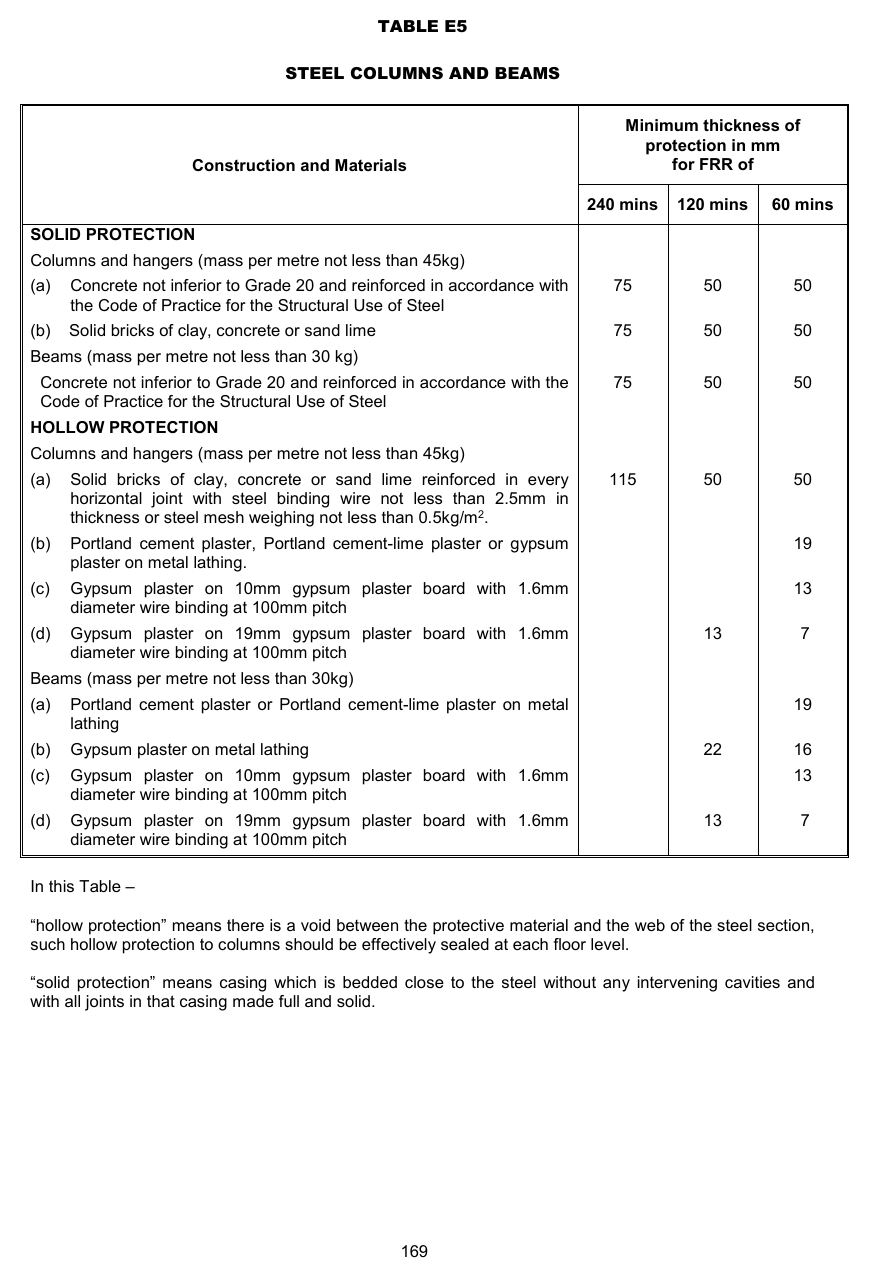 TABLE E5
STEEL COLUMNS AND BEAMS
Construction and Materials
Minimum thickness of
protection in mm
for FRR of
240 mins 120 mins 60 mins
SOLID PROTECTION
Columns and hangers (mass per metre not less than 45kg)
(a) Concrete not inferior to Grade 20 and reinforced in accordance with 75 50 50
the Code of Practice for the Structural Use of Steel
(b) Solid bricks of clay, concrete or sand lime 75 50 50
Beams (mass per metre not less than 30 kg)
Concrete not inferior to Grade 20 and reinforced in accordance with the 75 50 50
Code of Practice for the Structural Use of Steel
HOLLOW PROTECTION
Columns and hangers (mass per metre not less than 45kg)
(a) Solid bricks of clay, concrete or sand lime reinforced in every 115 50 50
horizontal joint with steel binding wire not less than 2.5mm in
thickness or steel mesh weighing not less than 0.5kg/m².
(b) Portland cement plaster, Portland cement-lime plaster or gypsum 19
plaster on metal lathing.
(c) Gypsum plaster on 10mm gypsum plaster board with 1.6mm 13
diameter wire binding at 100mm pitch
(d) Gypsum plaster on 19mm gypsum plaster board with 1.6mm 13 7
diameter wire binding at 100mm pitch
Beams (mass per metre not less than 30kg)
(a) Portland cement plaster or Portland cement-lime plaster on metal 19
lathing
(b) Gypsum plaster on metal lathing 22 16
(c) Gypsum plaster on 10mm gypsum plaster board with 1.6mm 13
diameter wire binding at 100mm pitch
(d) Gypsum plaster on 19mm gypsum plaster board with 1.6mm 13 7
diameter wire binding at 100mm pitch
In this Table –
“hollow protection” means there is a void between the protective material and the web of the steel section,
such hollow protection to columns should be effectively sealed at each floor level.
“solid protection” means casing which is bedded close to the steel without any intervening cavities and
with all joints in that casing made full and solid.
169